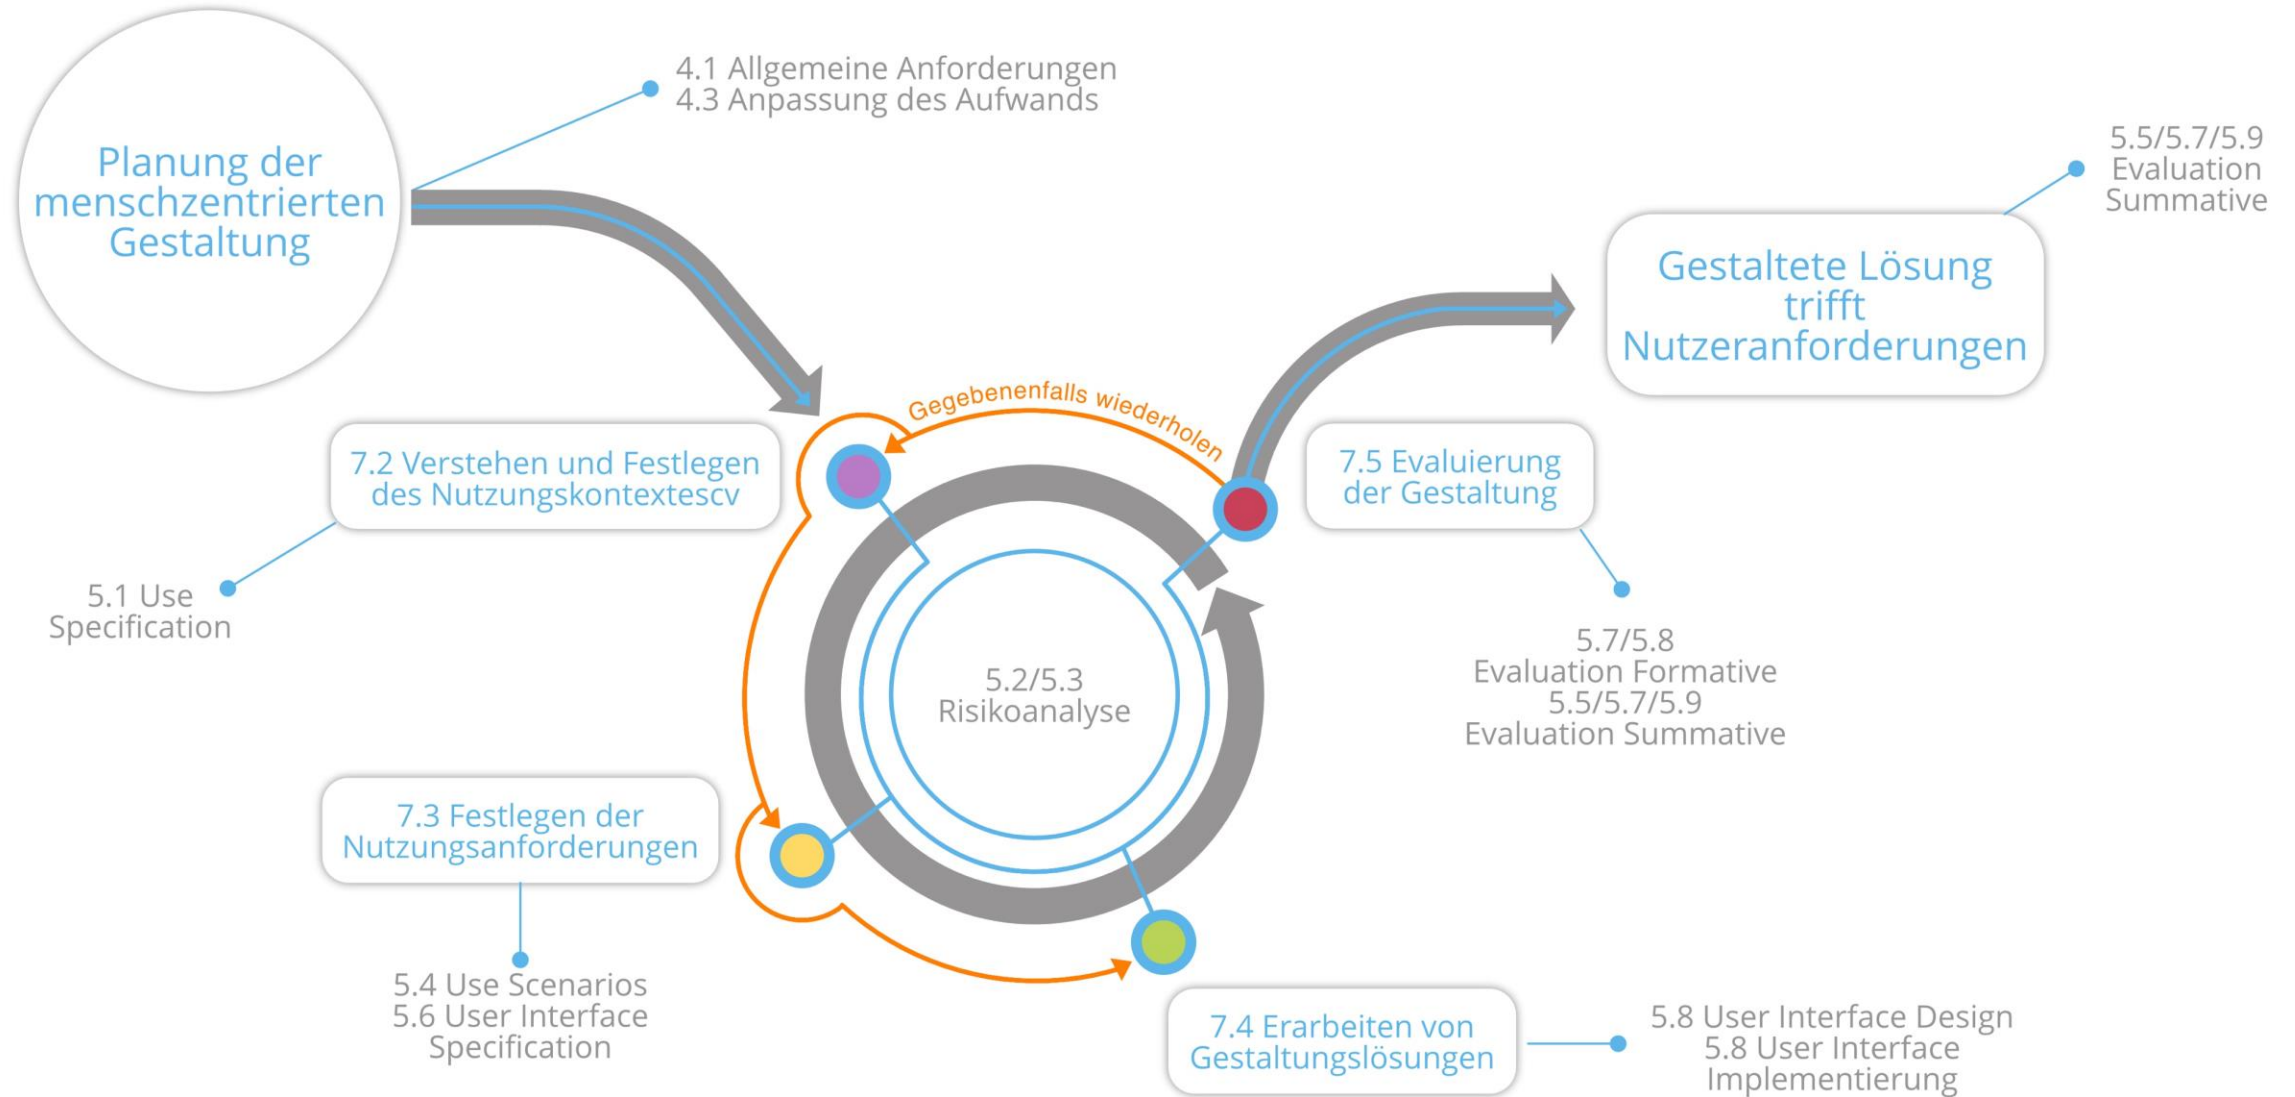 Planung der
menschzentrierten
Gestaltung
4.1 Allgemeine Anforderungen
4.3 Anpassung des Aufwands
5.5/5.7/5.9
Evaluation
Summative
Gestaltete Lösung
trifft
Nutzeranforderungen
Gegebenenfalls wiederholen
7.2 Verstehen und Festlegen
des Nutzungskontextescv
7.5 Evaluierung
der Gestaltung
5.1 Use
Specification
5.2/5.3
Risikoanalyse
5.7/5.8
Evaluation Formative
5.5/5.7/5.9
Evaluation Summative
7.3 Festlegen der
Nutzungsanforderungen
5.4 Use Scenarios
5.6 User Interface
Specification
7.4 Erarbeiten von
Gestaltungslösungen
5.8 User Interface Design
5.8 User Interface
Implementierung